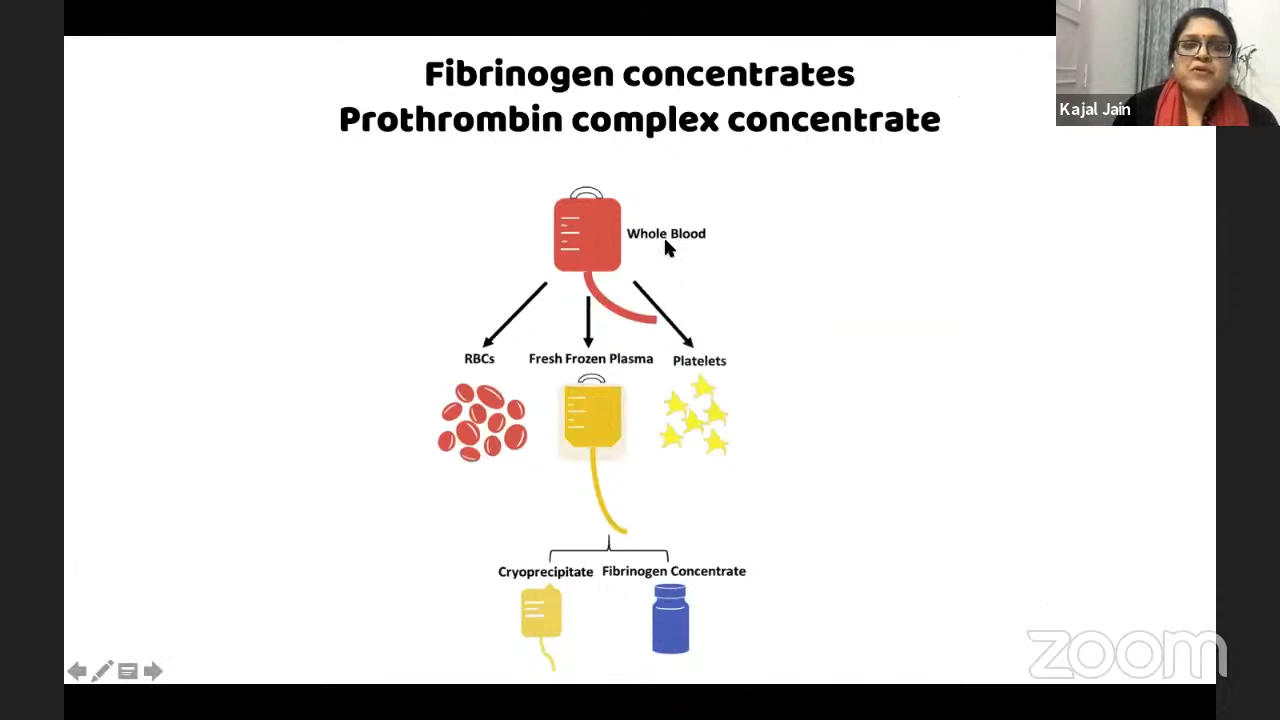 Fibrinogen concentrates
Prothrombin complex concentrate
Kajal Jain
Whole Blood
RBCs
Fresh Frozen Plasma
Platelets
Cryoprecipitate
Fibrinogen Concentrate
zoom